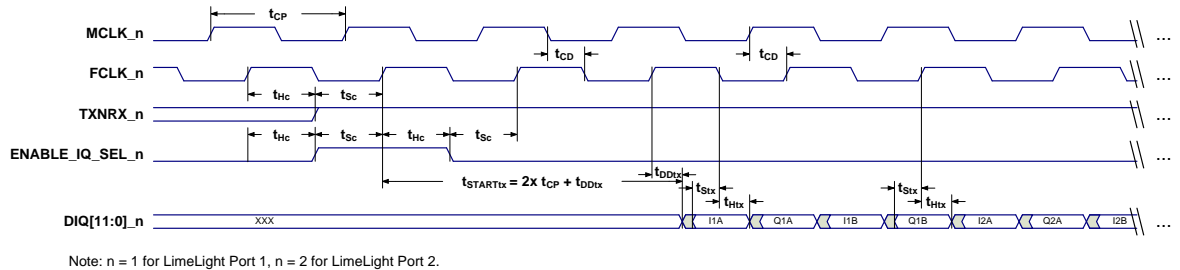 tCP
MCLK_n
...
tCD
tCD
FCLK_n
...
tHc
tSc
TXNRX_n
...
tHc
tSc
tHc
tSc
ENABLE_IQ_SEL_n
...
tSTARTtx = 2x tCP + tDDtx
tDDtx
tStx
tHtx
tStx
tHtx
DIQ[11:0]_n
XXX
I1A
Q1A
I1B
Q1B
I2A
Q2A
I2B
...
Note: n = 1 for LimeLight Port 1, n = 2 for LimeLight Port 2.